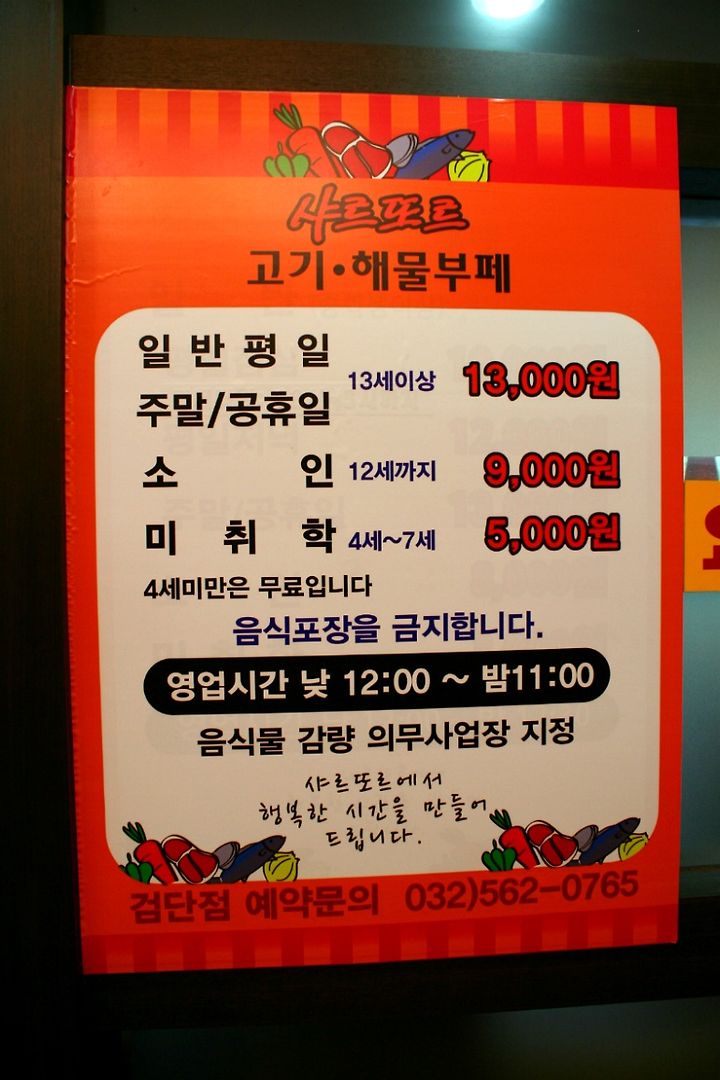 샤르또르
고기•해물부페
일반평일
주말/공휴일
13세이상 13,000원
소인 12세까지 9,000원
미취학 4세~7세 5,000원
4세미만은 무료입니다
음식포장을 금지합니다.
영업시간 낮 12:00 ~ 밤11:00
음식물 감량 의무사업장 지정
샤르또르에서
행복한 시간을 만들어
드립니다.
검단점 예약문의 032)562-0765